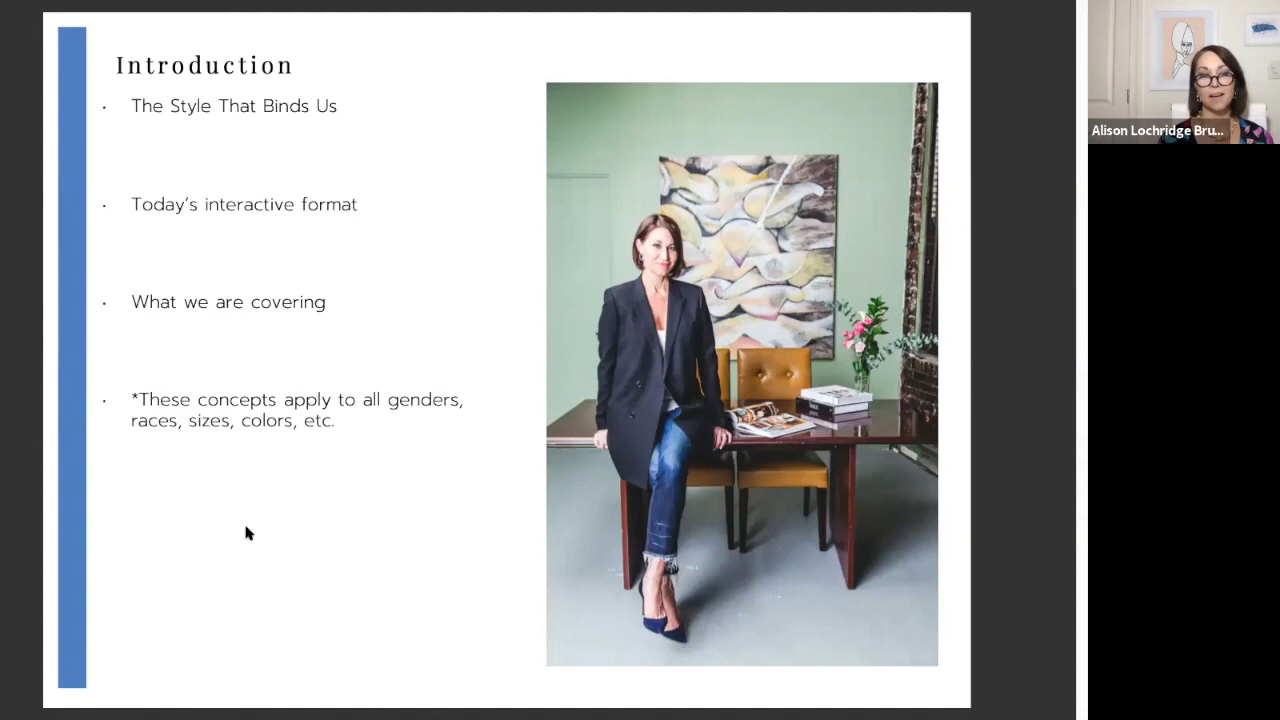 Introduction
• The Style That Binds Us
• Today's interactive format
• What we are covering
• *These concepts apply to all genders,
races, sizes, colors, etc.
Alison Lochridge Bru...